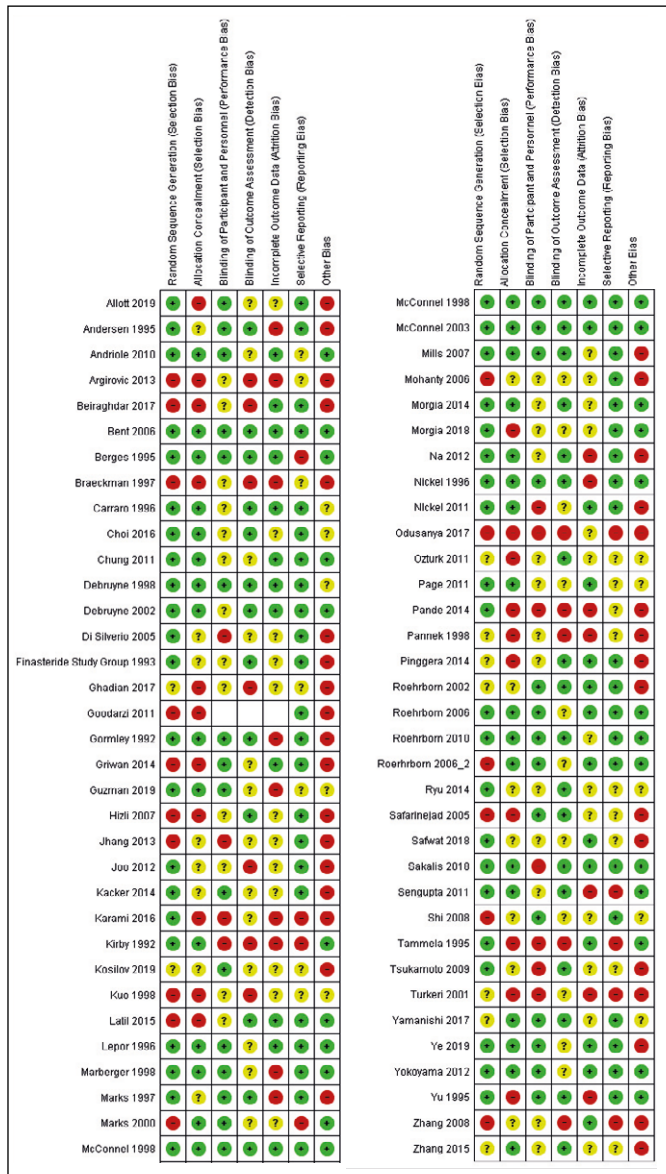 Random Sequence Generation (Selection Bias)
Allocation Concealment (Selection Bias)
Blinding of Participant and Personnel (Performance Bias)
Blinding of Outcome Assessment (Detection Bias)
Incomplete Outcome Data (Attrition Bias)
Selective Reporting (Reporting Bias)
Other Bias
Allott 2019
Andersen 1995
Andriole 2010
Argirovic 2013
Beiraghdar 2017
Bent 2006
Berges 1995
Braeckman 1997
Carraro 1996
Choi 2016
Chung 2011
Debruyne 1998
Debruyne 2002
Di Silverio 2005
Finasteride Study Group 1993
Ghadian 2017
Goodarzi 2011
Gormley 1992
Griwan 2014
Guzman 2019
Hizli 2007
Jhang 2013
Joo 2012
Kacker 2014
Karami 2016
Kirby 1992
Kosilov 2019
Kuo 1998
Latil 2015
Lepor 1996
Marberger 1998
Marks 1997
Marks 2000
McConnel 1998
Random Sequence Generation (Selection Bias)
Allocation Concealment (Selection Bias)
Blinding of Participant and Personnel (Performance Bias)
Blinding of Outcome Assessment (Detection Bias)
Incomplete Outcome Data (Attrition Bias)
Selective Reporting (Reporting Bias)
Other Bias
McConnel 1998
McConnel 2003
Mills 2007
Mohanty 2006
Morgia 2014
Morgia 2018
Na 2012
Nickel 1996
Nickel 2011
Odusanya 2017
Ozturk 2011
Page 2011
Pande 2014
Pannek 1998
Pinggera 2014
Roehrborn 2002
Roehrborn 2006
Roehrborn 2010
Roerhrborn 2006_2
Ryu 2014
Safarinejad 2005
Safwat 2018
Sakalis 2018
Sengupta 2011
Shi 2008
Tammela 1995
Tsukamoto 2009
Turkeri 2001
Yamanishi 2017
Ye 2019
Yokoyama 2012
Yu 1995
Zhang 2008
Zhang 2015